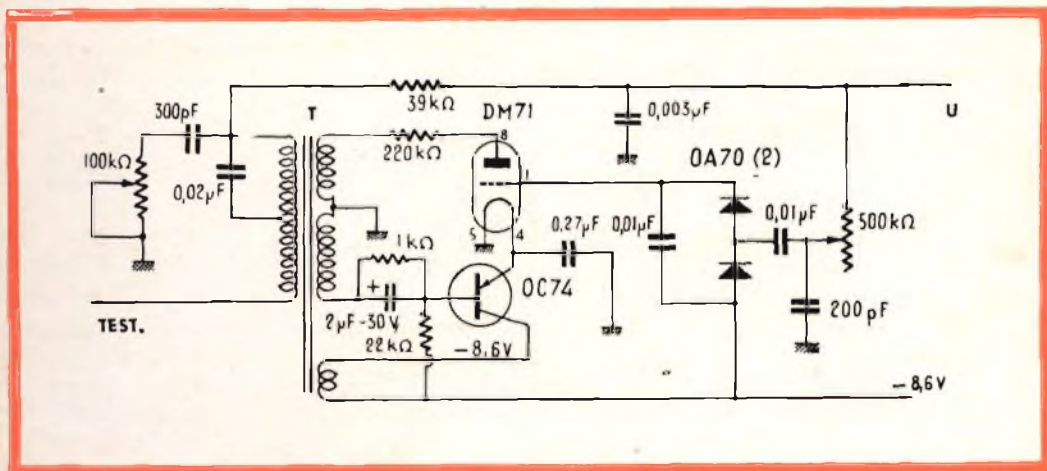 39kΩ
DM71
0,003µF
U
300pF
T
8
220kΩ
OA70 (2)
100kΩ
1
0,02µF
0,01µF
500kΩ
5
4
0,27µF
0,01µF
1kΩ
+
OC74
200pF
TEST.
2µF-30V
22kΩ
-8,6V
-8,6V